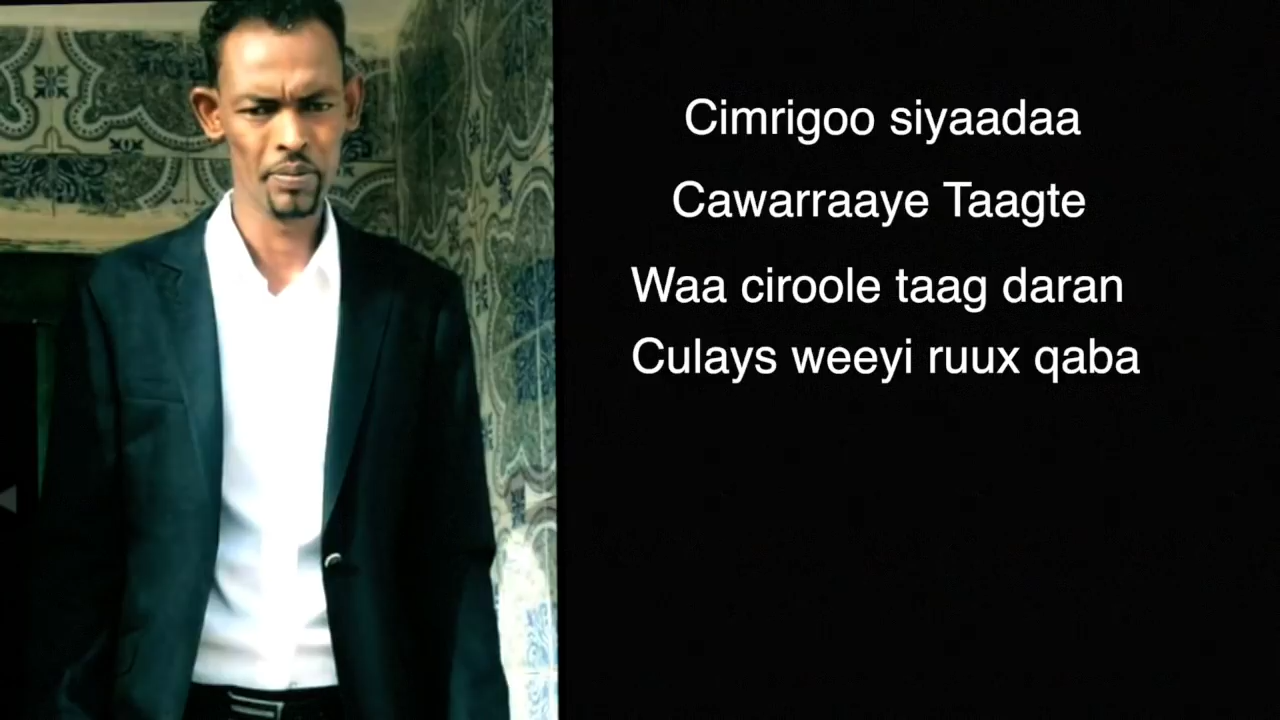 Cimrigoo siyaadaa
Cawarraaye Taagte
Waa ciroole taag daran
Culays weeyi ruux qaba